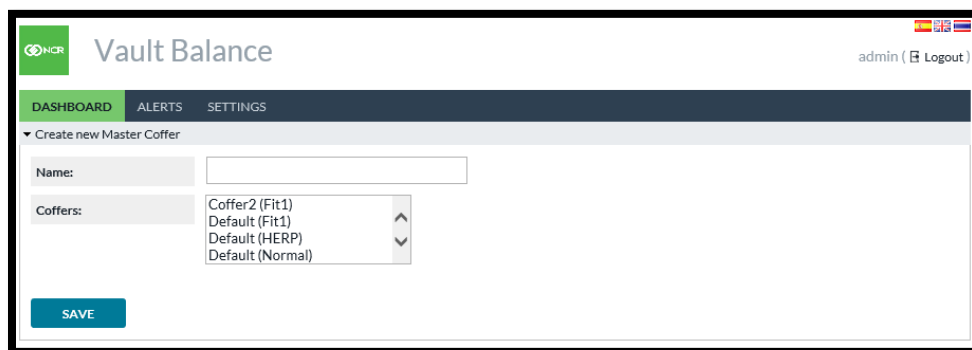 NCR
Vault Balance
admin ( Logout )
DASHBOARD ALERTS SETTINGS
Create new Master Coffer
Name:
Coffers:
Coffer2 (Fit1)
Default (Fit1)
Default (HERP)
Default (Normal)
SAVE